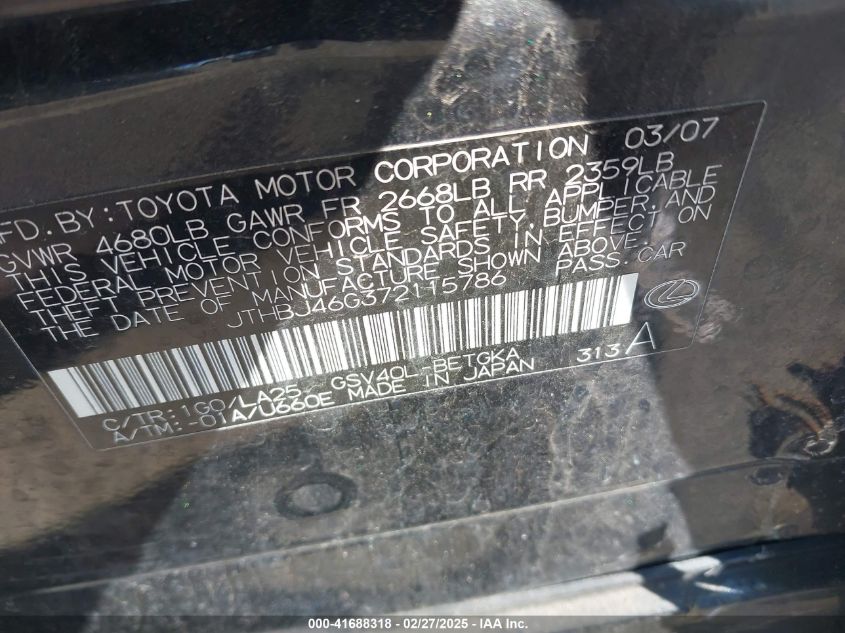 MFD. BY: TOYOTA MOTOR CORPORATION 03/07
GVWR 4680LB GAWR FR 2668LB RR 2359LB
THIS VEHICLE CONFORMS TO ALL APPLICABLE
FEDERAL MOTOR VEHICLE SAFETY, BUMPER, AND
THEFT PREVENTION STANDARDS IN EFFECT ON
THE DATE OF MANUFACTURE SHOWN ABOVE.
JTHBJ46G372115786 PASS. CAR
C/TR: 1G0/LA25 GSV40L-BETGKA 313 A
A/TM: -01A/U660E MADE IN JAPAN
000-41688318 - 02/27/2025 - IAA Inc.